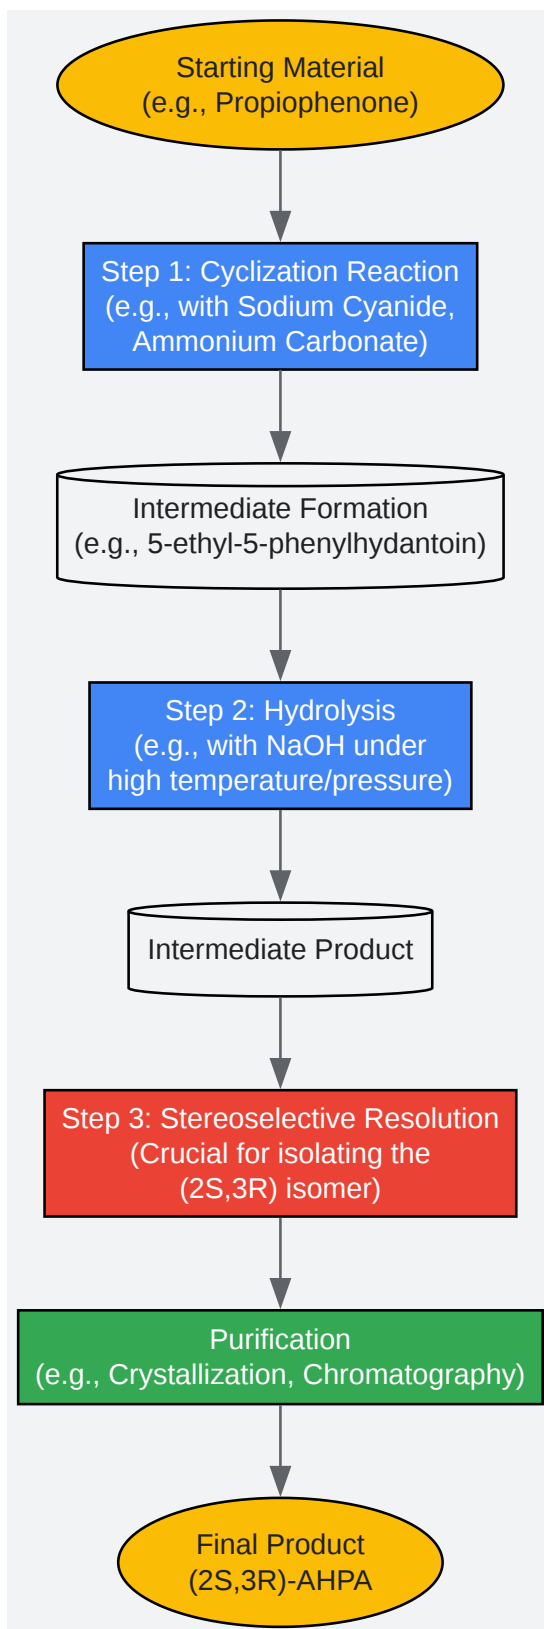 Starting Material
(e.g., Propiophenone)
Step 1: Cyclization Reaction
(e.g., with Sodium Cyanide,
Ammonium Carbonate)
Intermediate Formation
(e.g., 5-ethyl-5-phenylhydantoin)
Step 2: Hydrolysis
(e.g., with NaOH under
high temperature/pressure)
Intermediate Product
Step 3: Stereoselective Resolution
(Crucial for isolating the
(2S,3R) isomer)
Purification
(e.g., Crystallization, Chromatography)
Final Product
(2S,3R)-AHPA